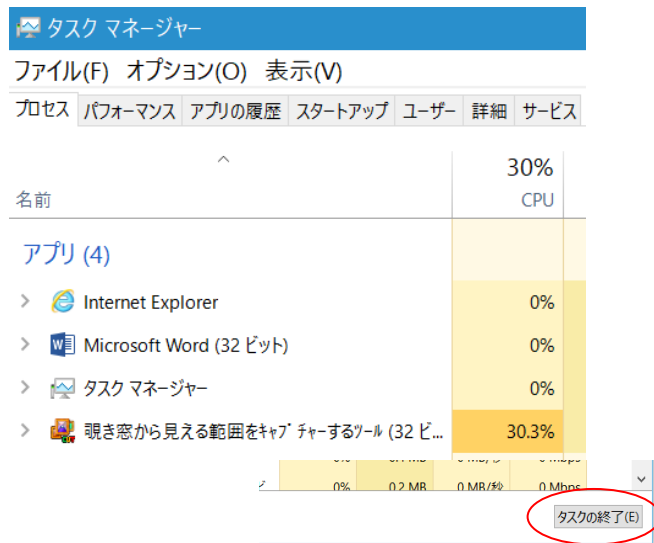 タスク マネージャー
ファイル(F) オプション(O) 表示(V)
プロセス パフォーマンス アプリの履歴 スタートアップ ユーザー 詳細 サービス
30%
名前 CPU
アプリ (4)
Internet Explorer 0%
Microsoft Word (32 ビット) 0%
タスク マネージャー 0%
覗き窓から見える範囲をキャプチャーするツール (32 ビ... 30.3%
0% 0.2 MB 0 MB/秒 0 Mbps
タスクの終了(E)